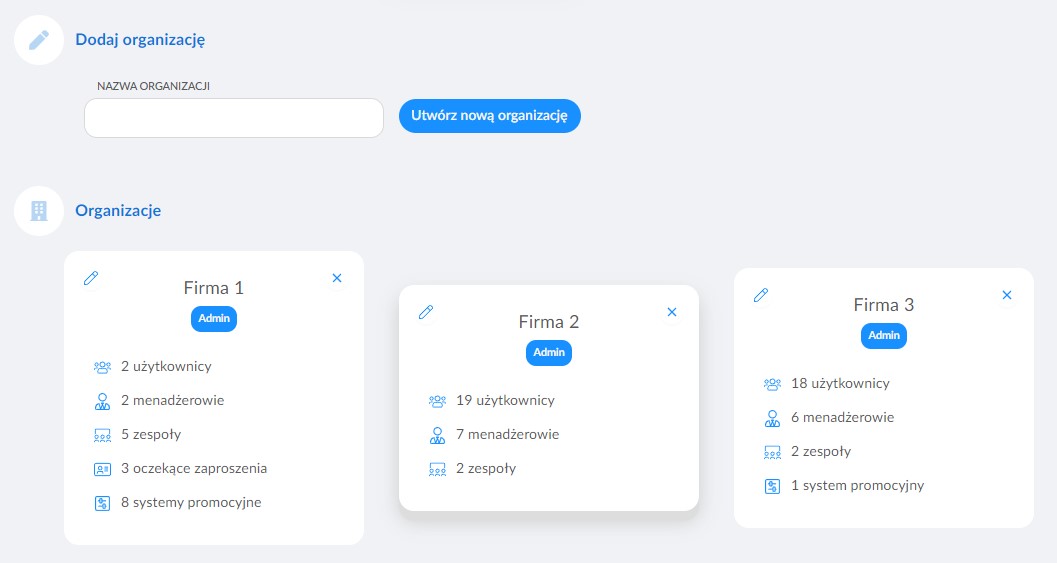 Dodaj organizację
NAZWA ORGANIZACJI
Utwórz nową organizację
Organizacje
Firma 1
Admin
2 użytkownicy
2 menadżerowie
5 zespoły
3 oczekące zaproszenia
8 systemy promocyjne
Firma 2
Admin
19 użytkownicy
7 menadżerowie
2 zespoły
Firma 3
Admin
18 użytkownicy
6 menadżerowie
2 zespoły
1 system promocyjny